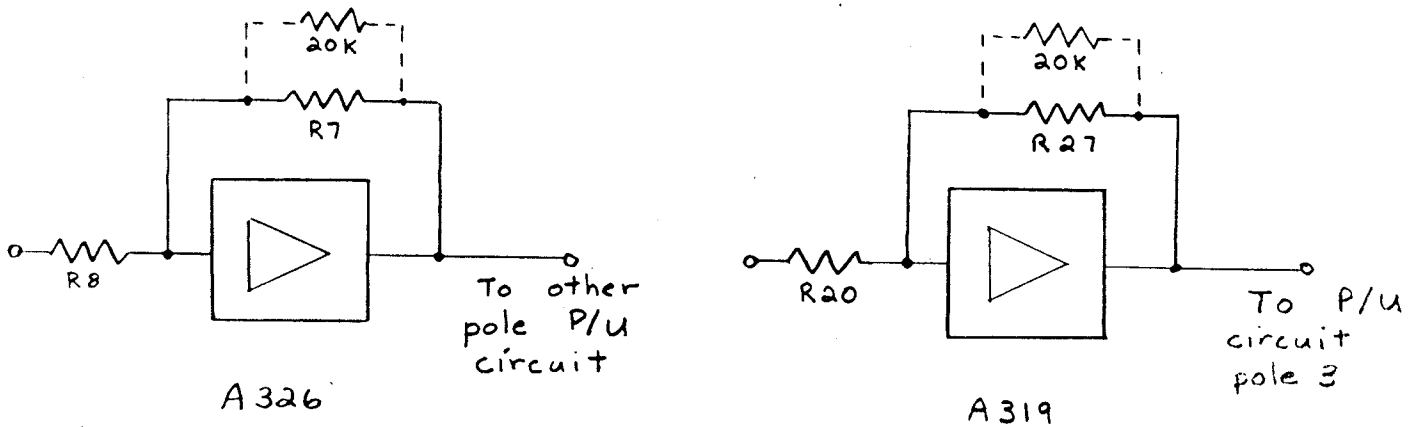 20K
R7
R8
To other
pole P/U
circuit
A326
20K
R27
R20
To P/U
circuit
pole 3
A319